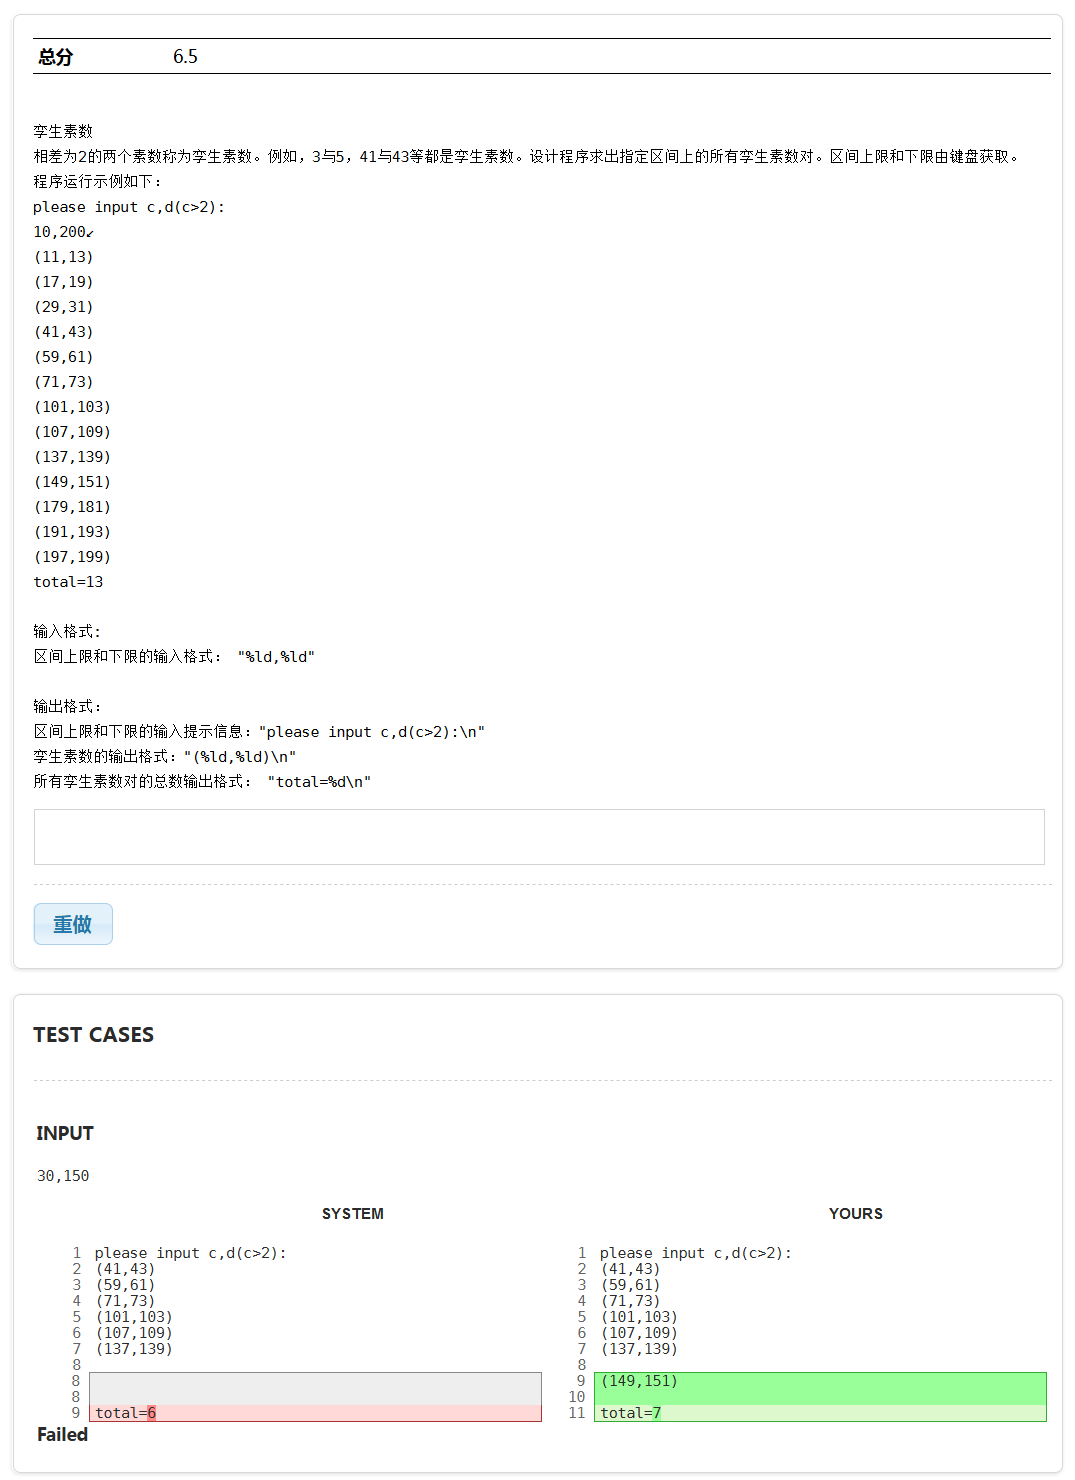 总分 6.5
孪生素数
相差为2的两个素数称为孪生素数。例如，3与5，41与43等都是孪生素数。设计程序求出指定区间上的所有孪生素数对。区间上限和下限由键盘获取。
程序运行示例如下：
please input c,d(c>2):
10,200↙
(11,13)
(17,19)
(29,31)
(41,43)
(59,61)
(71,73)
(101,103)
(107,109)
(137,139)
(149,151)
(179,181)
(191,193)
(197,199)
total=13
输入格式:
区间上限和下限的输入格式： "%ld,%ld"
输出格式：
区间上限和下限的输入提示信息："please input c,d(c>2):\n"
孪生素数的输出格式："(%ld,%ld)\n"
所有孪生素数对的总数输出格式： "total=%d\n"
重做
TEST CASES
INPUT
30,150
SYSTEM YOURS
1 please input c,d(c>2): 1 please input c,d(c>2):
2 (41,43) 2 (41,43)
3 (59,61) 3 (59,61)
4 (71,73) 4 (71,73)
5 (101,103) 5 (101,103)
6 (107,109) 6 (107,109)
7 (137,139) 7 (137,139)
8 8
8 9 (149,151)
8 10
9 total=6 11 total=7
Failed